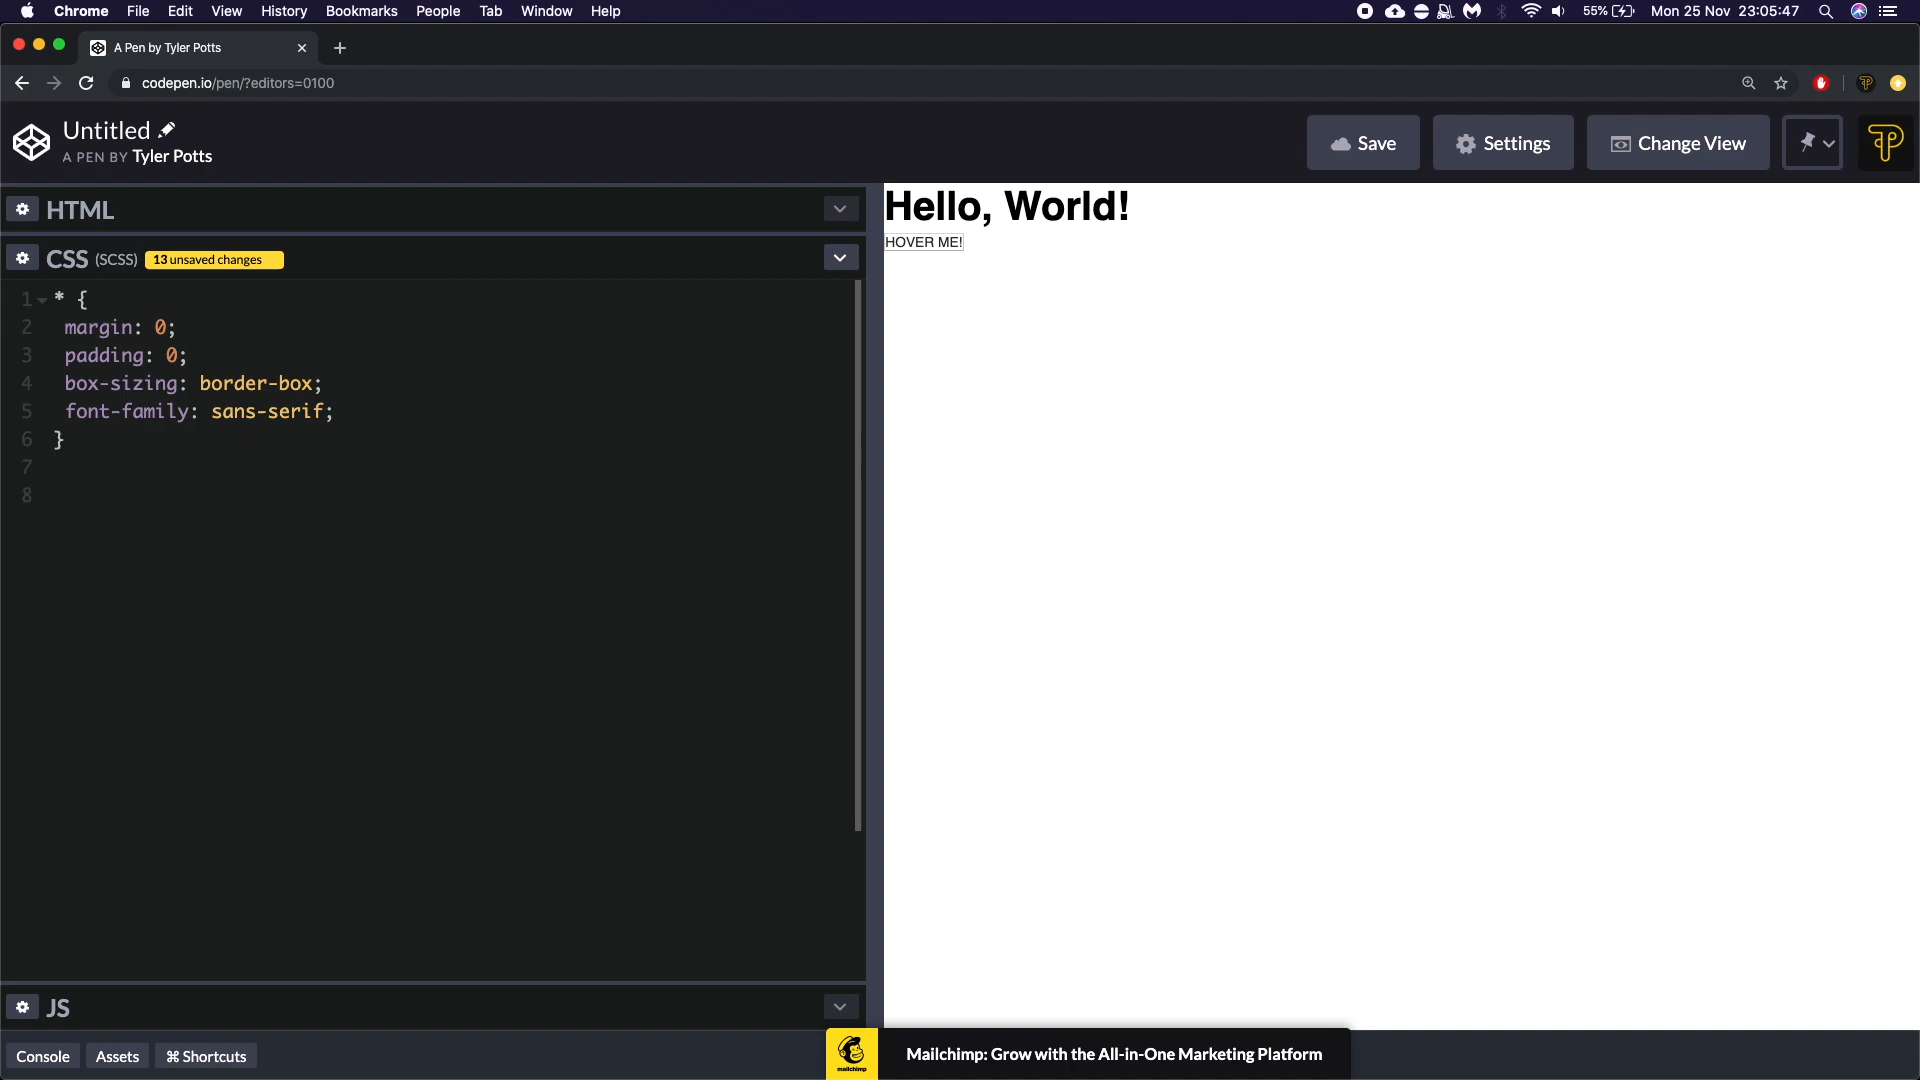 Chrome File Edit View History Bookmarks People Tab Window Help 55% Mon 25 Nov 23:05:47
A Pen by Tyler Potts
codepen.io/pen/?editors=0100
Untitled
A PEN BY Tyler Potts
Save Settings Change View
HTML
CSS (SCSS) 13 unsaved changes
1 * {
2 margin: 0;
3 padding: 0;
4 box-sizing: border-box;
5 font-family: sans-serif;
6 }
7
8
JS
Console Assets ⌘ Shortcuts
Hello, World!
HOVER ME!
mailchimp
Mailchimp: Grow with the All-in-One Marketing Platform